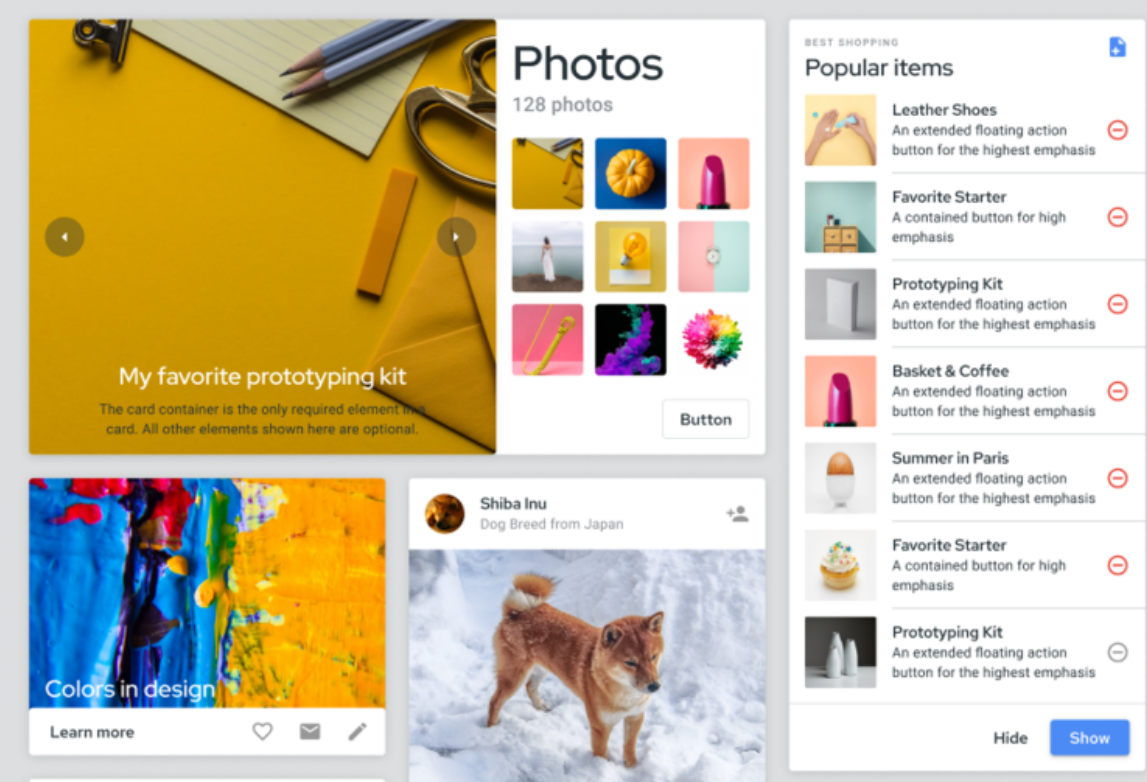 Photos
128 photos
My favorite prototyping kit
The card container is the only required element in a
card. All other elements shown here are optional.
Button
Colors in design
Learn more
Shiba Inu
Dog Breed from Japan
BEST SHOPPING
Popular items
Leather Shoes
An extended floating action
button for the highest emphasis
Favorite Starter
A contained button for high
emphasis
Prototyping Kit
An extended floating action
button for the highest emphasis
Basket & Coffee
An extended floating action
button for the highest emphasis
Summer in Paris
An extended floating action
button for the highest emphasis
Favorite Starter
A contained button for high
emphasis
Prototyping Kit
An extended floating action
button for the highest emphasis
Hide
Show